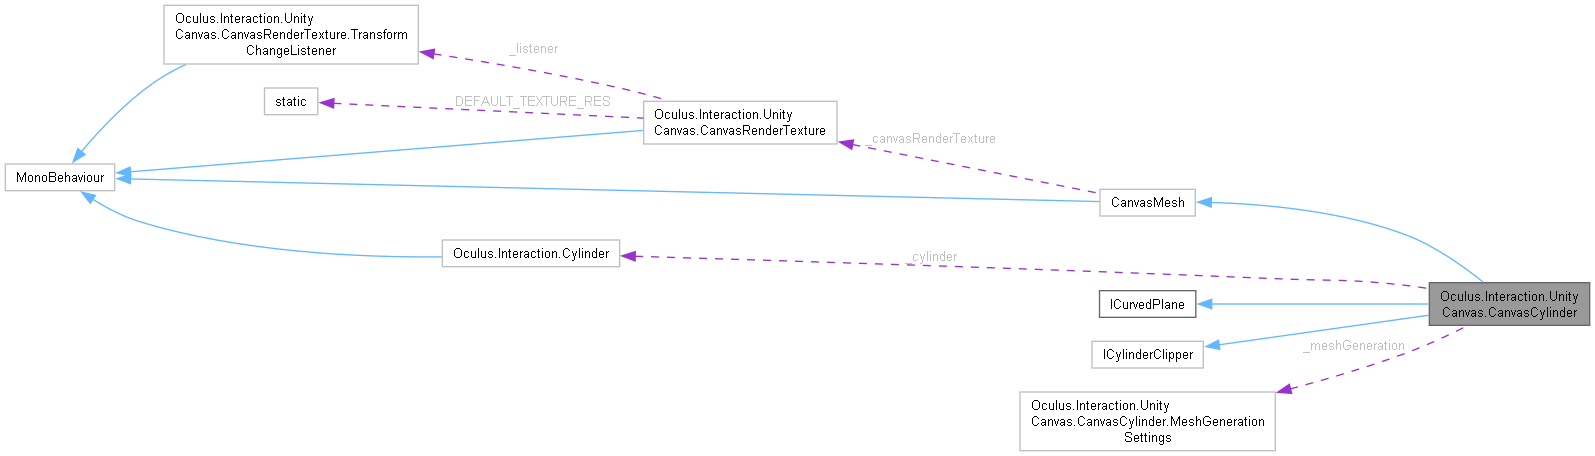 Oculus.Interaction.Unity
Canvas.CanvasRenderTexture.Transform
ChangeListener
_listener
static
DEFAULT_TEXTURE_RES
Oculus.Interaction.Unity
Canvas.CanvasRenderTexture
_canvasRenderTexture
MonoBehaviour
CanvasMesh
Oculus.Interaction.Cylinder
_cylinder
ICurvedPlane
Oculus.Interaction.Unity
Canvas.CanvasCylinder
ICylinderClipper
_meshGeneration
Oculus.Interaction.Unity
Canvas.CanvasCylinder.MeshGeneration
Settings